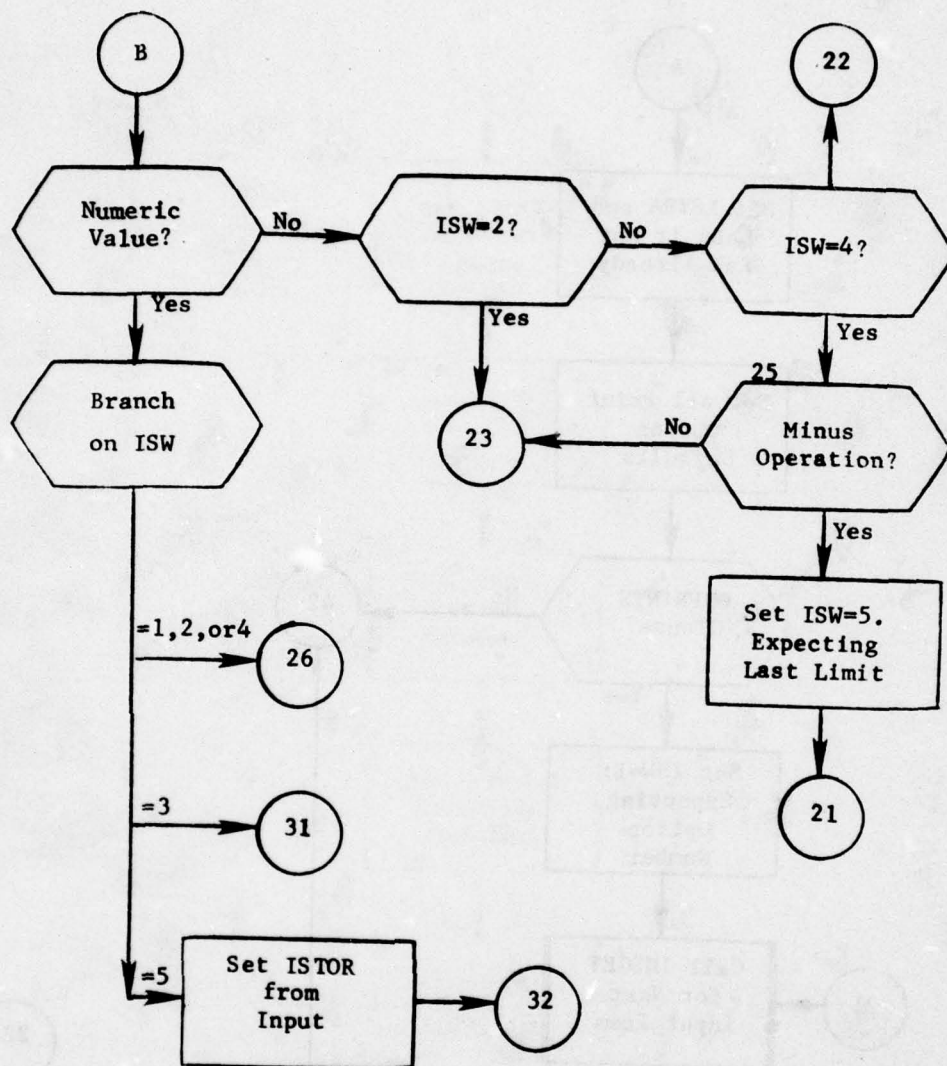 B
22
Numeric
Value?
No
ISW=2?
No
ISW=4?
Yes
Yes
Yes
Branch
on ISW
23
No
25
Minus
Operation?
Yes
=1,2,or4
26
Set ISW=5.
Expecting
Last Limit
=3
31
21
=5
Set ISTOR
from
Input
32